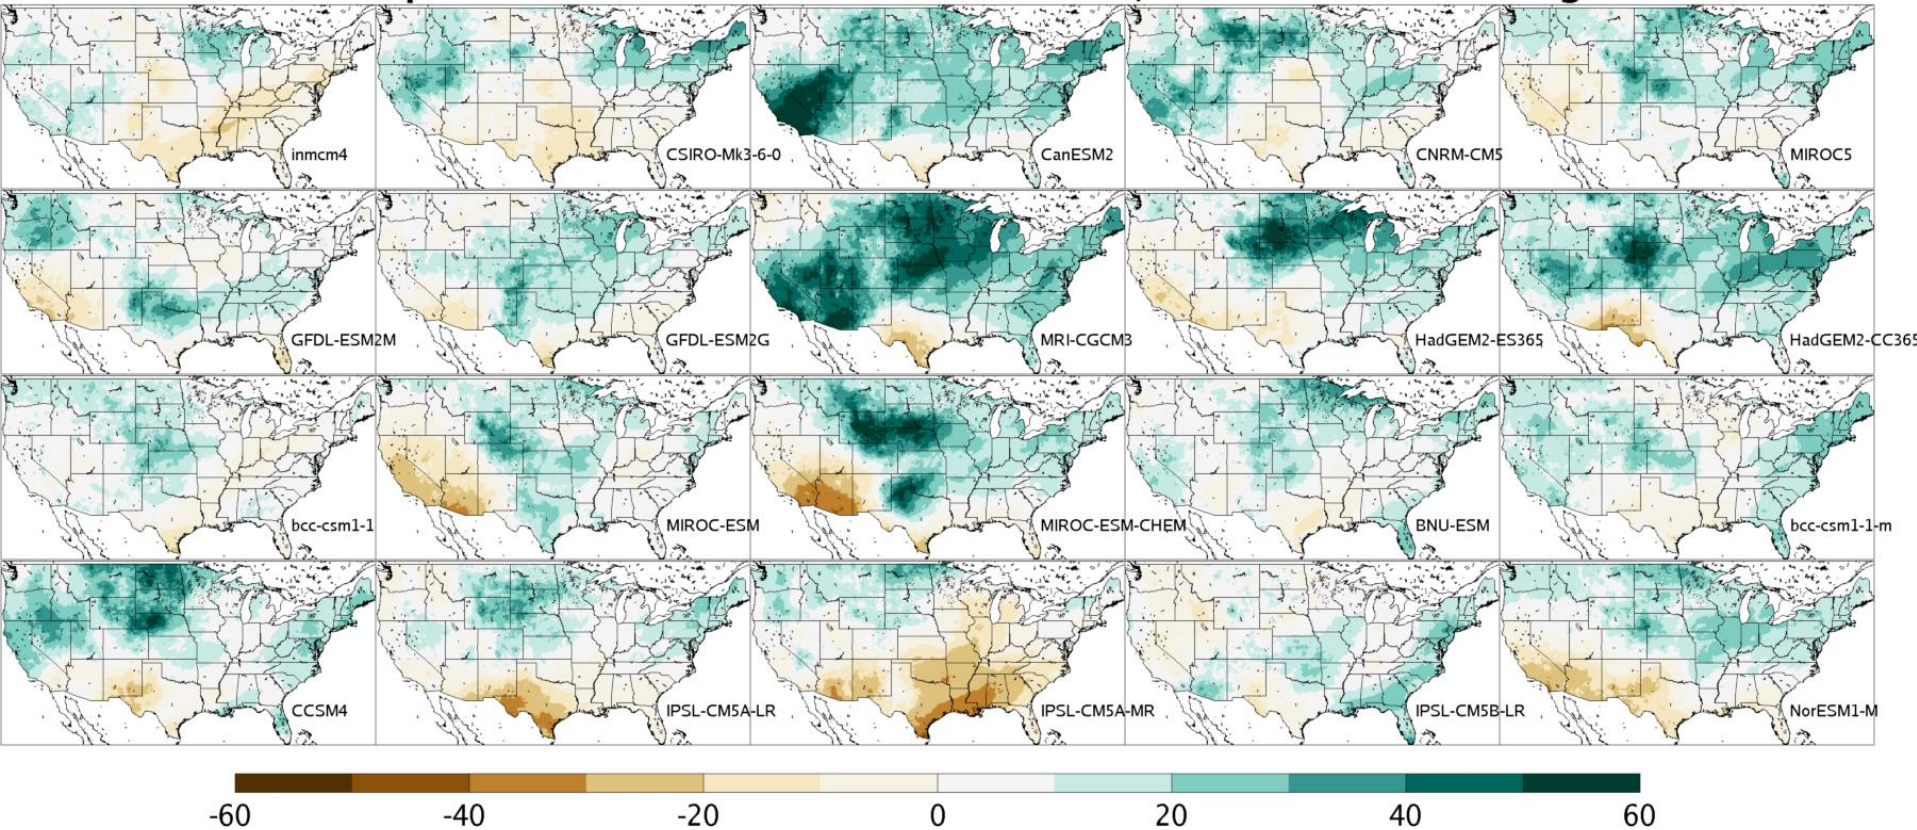 inmcm4
CSIRO-Mk3-6-0
CanESM2
CNRM-CM5
MIROC5
GFDL-ESM2M
GFDL-ESM2G
MRI-CGCM3
HadGEM2-ES365
HadGEM2-CC365
bcc-csm1-1
MIROC-ESM
MIROC-ESM-CHEM
BNU-ESM
bcc-csm1-1-m
CCSM4
IPSL-CM5A-LR
IPSL-CM5A-MR
IPSL-CM5B-LR
NorESM1-M
-60 -40 -20 0 20 40 60